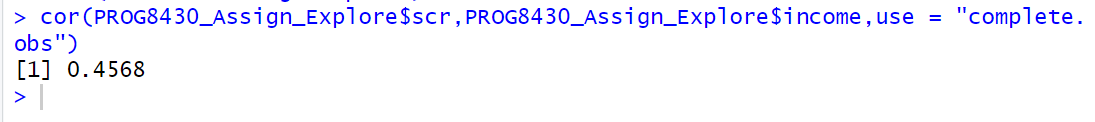 > cor(PROG8430_Assign_Explore$scr,PROG8430_Assign_Explore$income,use = "complete.
obs")
[1] 0.4568
>